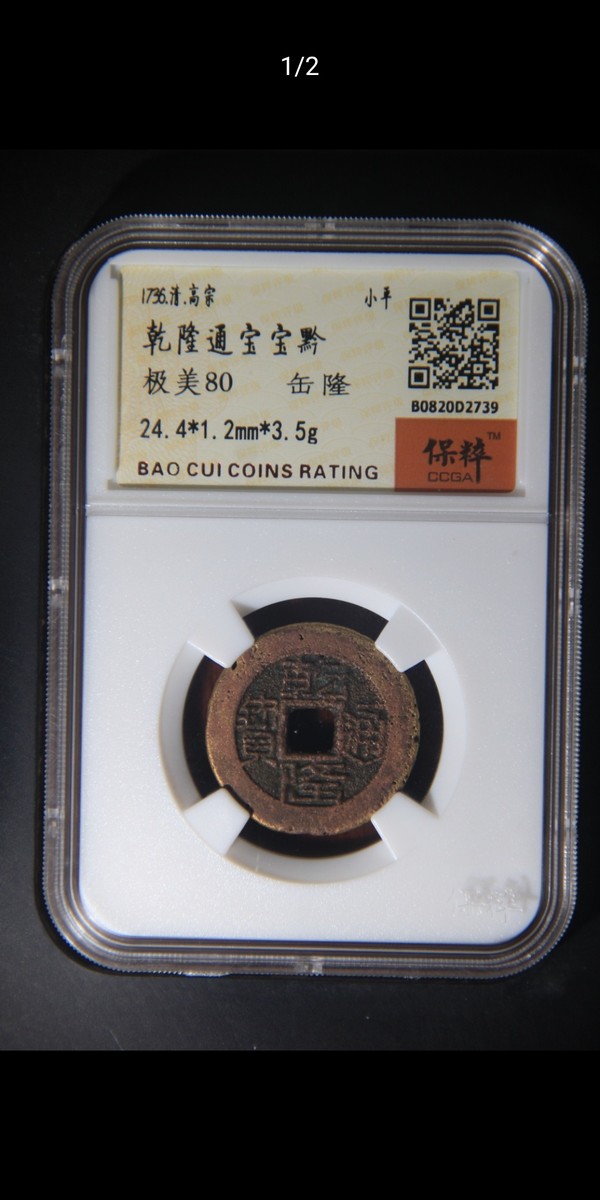 1/2
1736.清.高宗 小平
乾隆通宝宝黔
极美80 缶隆
B0820D2739
24.4*1.2mm*3.5g
保粹™
CCGA
BAO CUI COINS RATING
乾
寶 通
隆